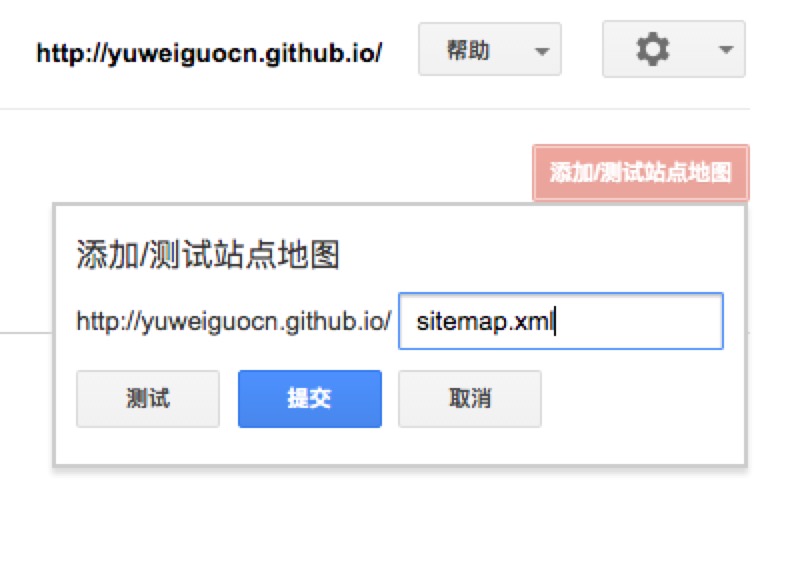 http://yuweiguocn.github.io/ 帮助
添加/测试站点地图
添加/测试站点地图
http://yuweiguocn.github.io/ sitemap.xml
测试 提交 取消